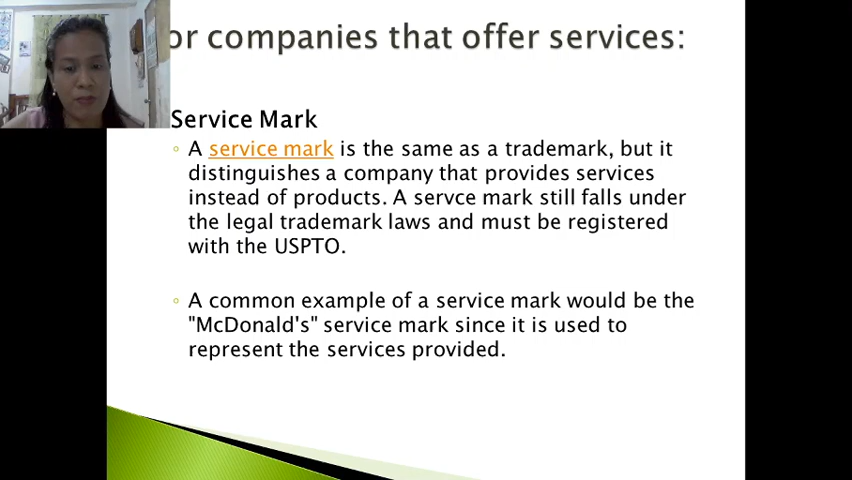 or companies that offer services:
Service Mark
A service mark is the same as a trademark, but it
distinguishes a company that provides services
instead of products. A servce mark still falls under
the legal trademark laws and must be registered
with the USPTO.
A common example of a service mark would be the
"McDonald's" service mark since it is used to
represent the services provided.